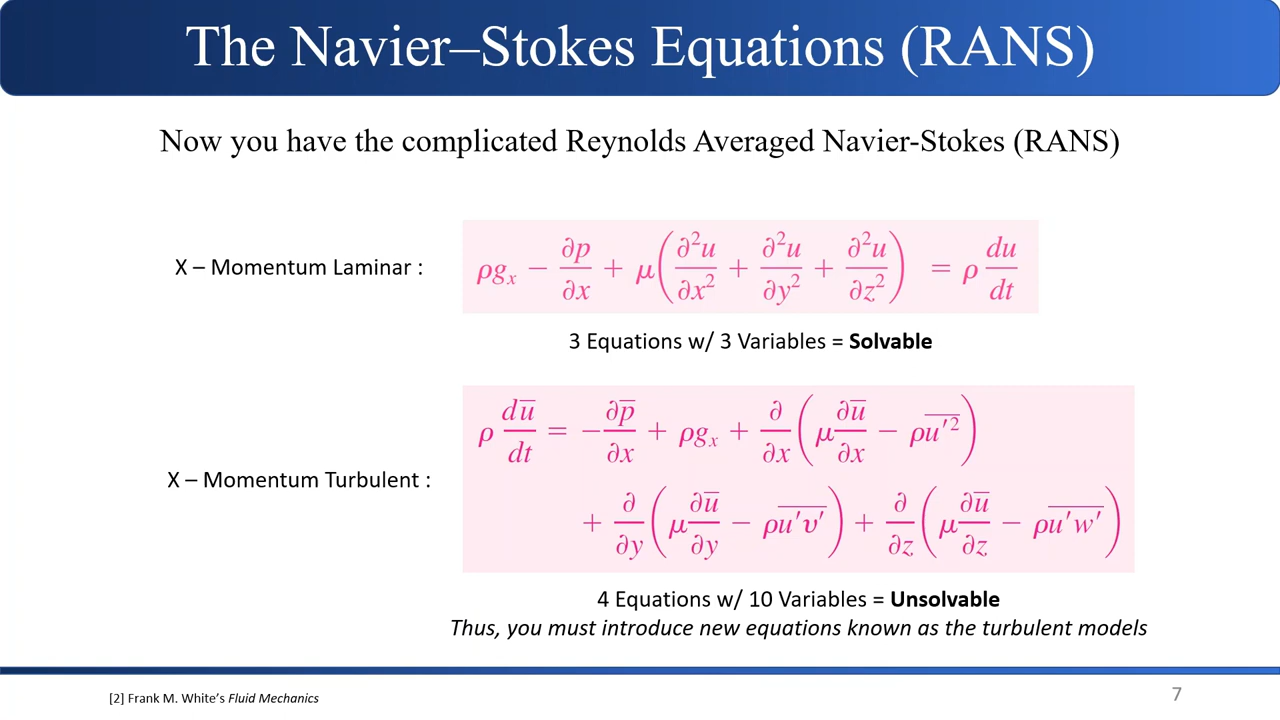 The Navier–Stokes Equations (RANS)
Now you have the complicated Reynolds Averaged Navier-Stokes (RANS)
X – Momentum Laminar :
ρgₓ − ∂p/∂x + μ(∂²u/∂x² + ∂²u/∂y² + ∂²u/∂z²) = ρ du/dt
3 Equations w/ 3 Variables = Solvable
X – Momentum Turbulent :
ρ du̅/dt = −∂p̅/∂x + ρgₓ + ∂/∂x(μ ∂u̅/∂x − ρ\overline{u′²})
+ ∂/∂y(μ ∂u̅/∂y − ρ\overline{u′v′}) + ∂/∂z(μ ∂u̅/∂z − ρ\overline{u′w′})
4 Equations w/ 10 Variables = Unsolvable
Thus, you must introduce new equations known as the turbulent models
[2] Frank M. White's Fluid Mechanics
7